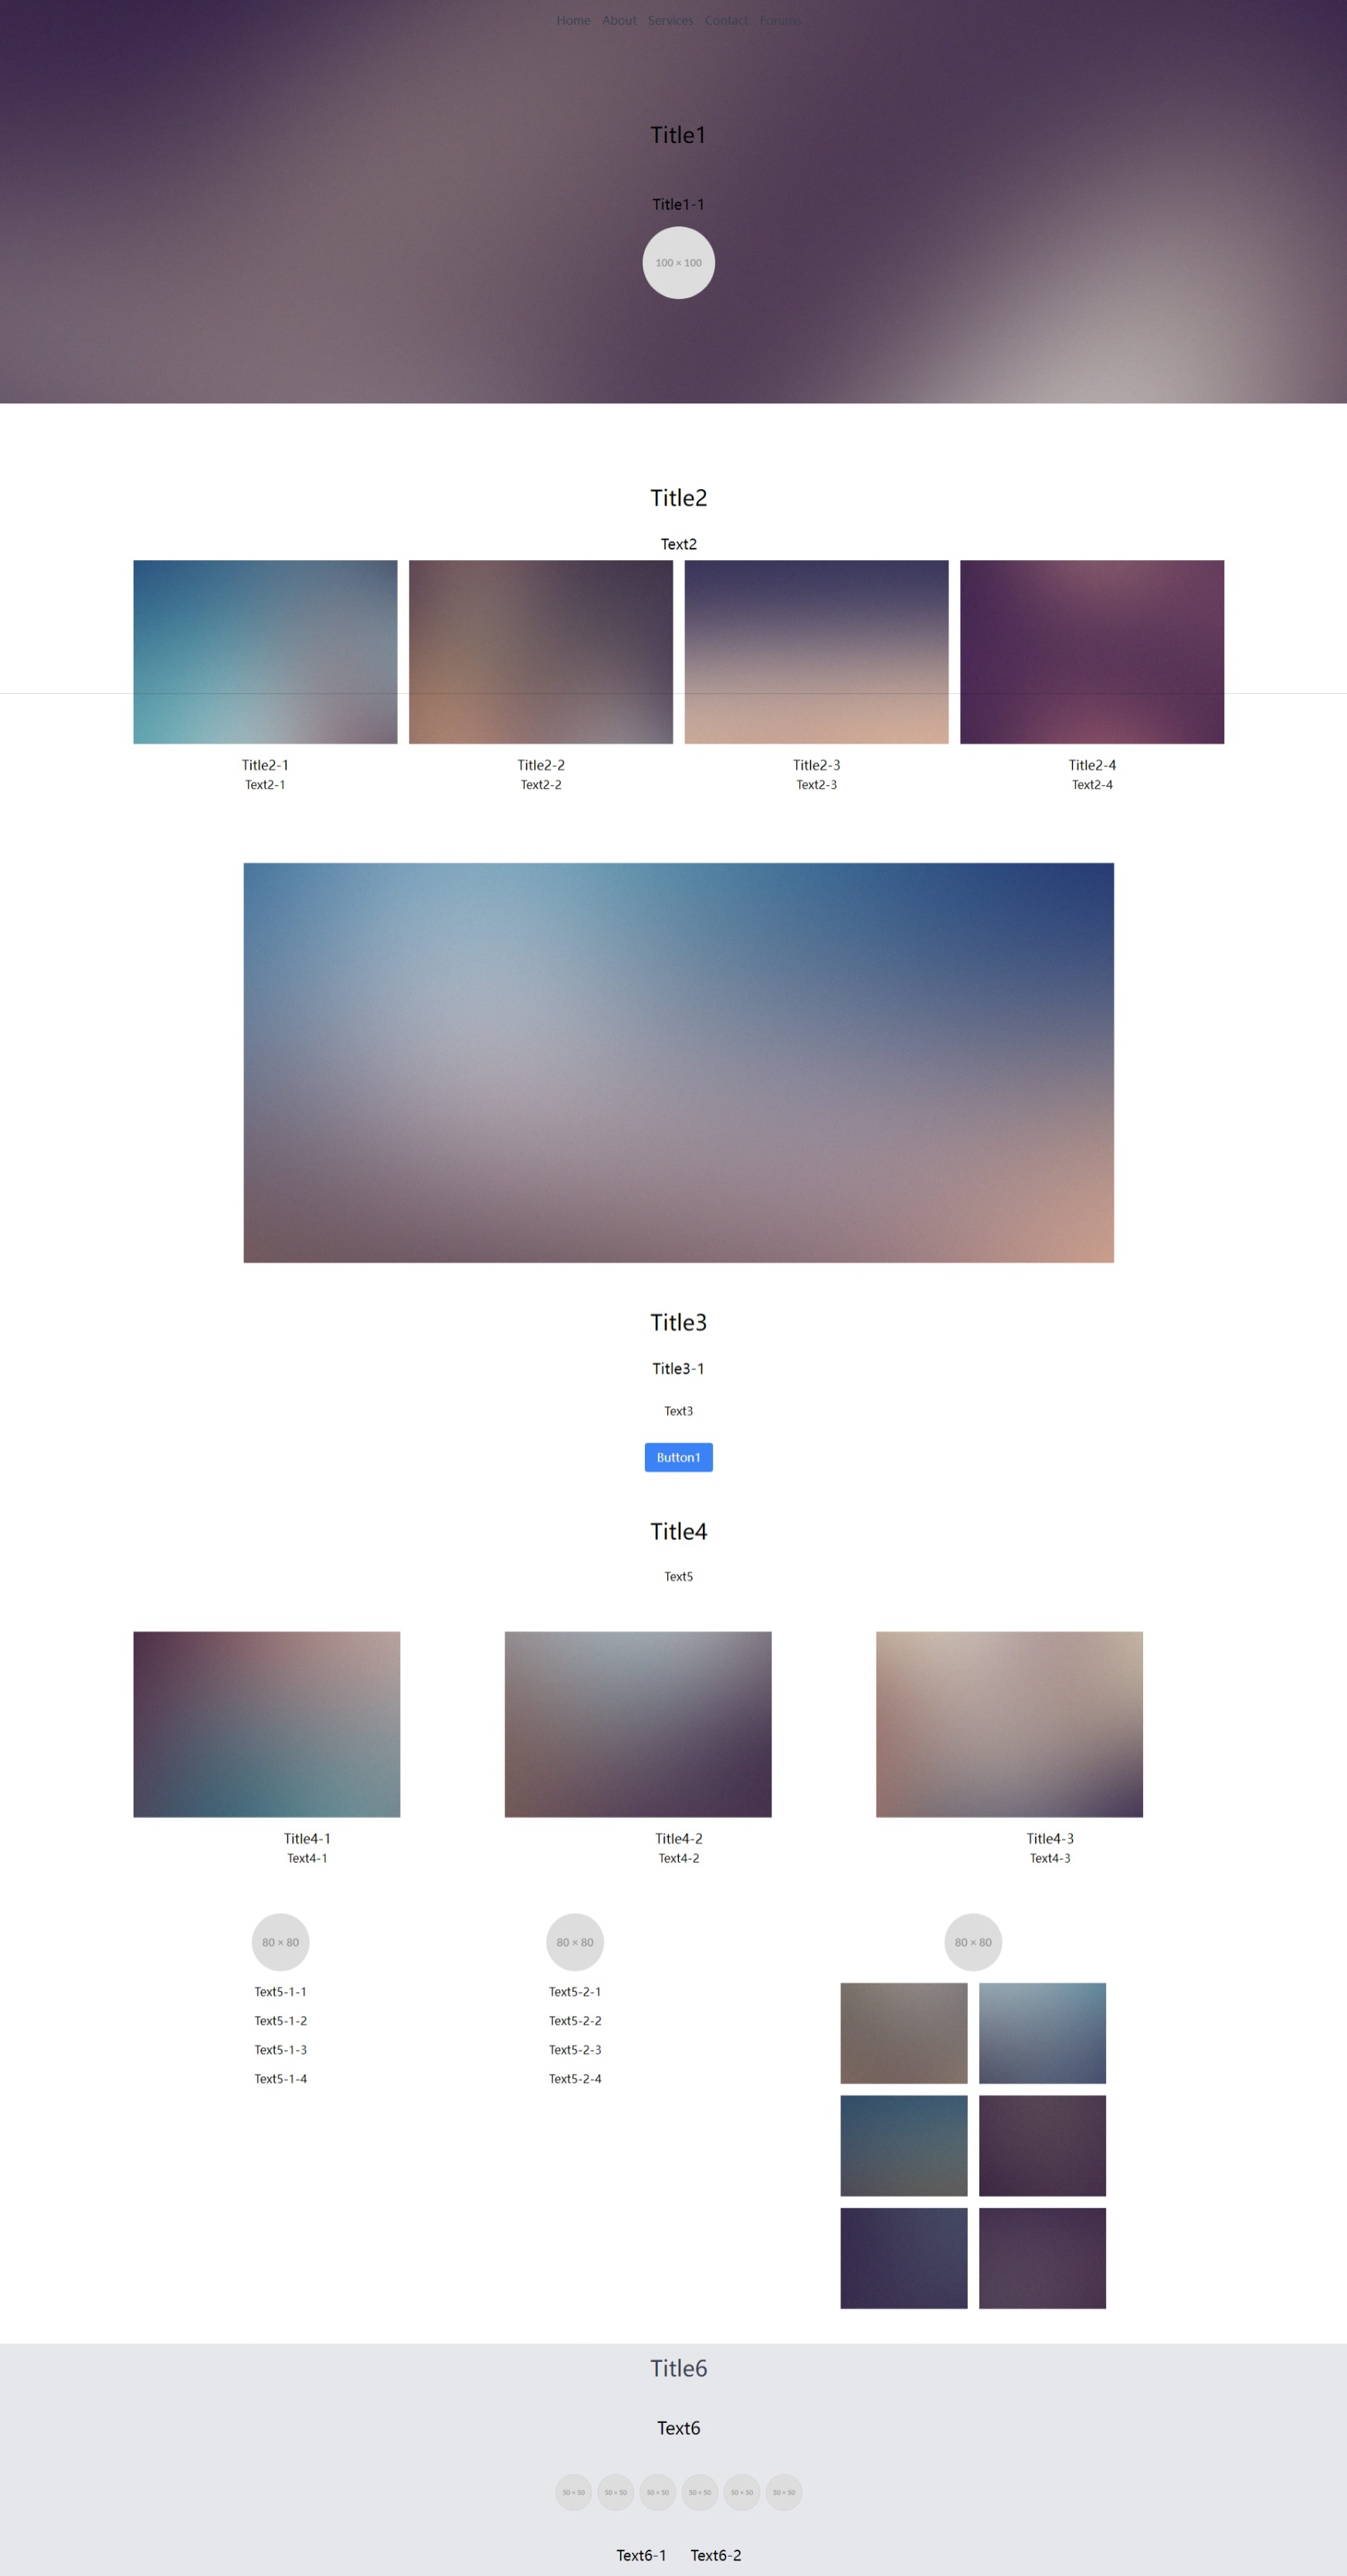 Home About Services Contact Forums
Title1
Title1-1
100 × 100
Title2
Text2
Title2-1 Title2-2 Title2-3 Title2-4
Text2-1 Text2-2 Text2-3 Text2-4
Title3
Title3-1
Text3
Button1
Title4
Text5
Title4-1 Title4-2 Title4-3
Text4-1 Text4-2 Text4-3
80 × 80 80 × 80 80 × 80
Text5-1-1 Text5-2-1
Text5-1-2 Text5-2-2
Text5-1-3 Text5-2-3
Text5-1-4 Text5-2-4
Title6
Text6
50 × 50 50 × 50 50 × 50 50 × 50 50 × 50 50 × 50
Text6-1 Text6-2